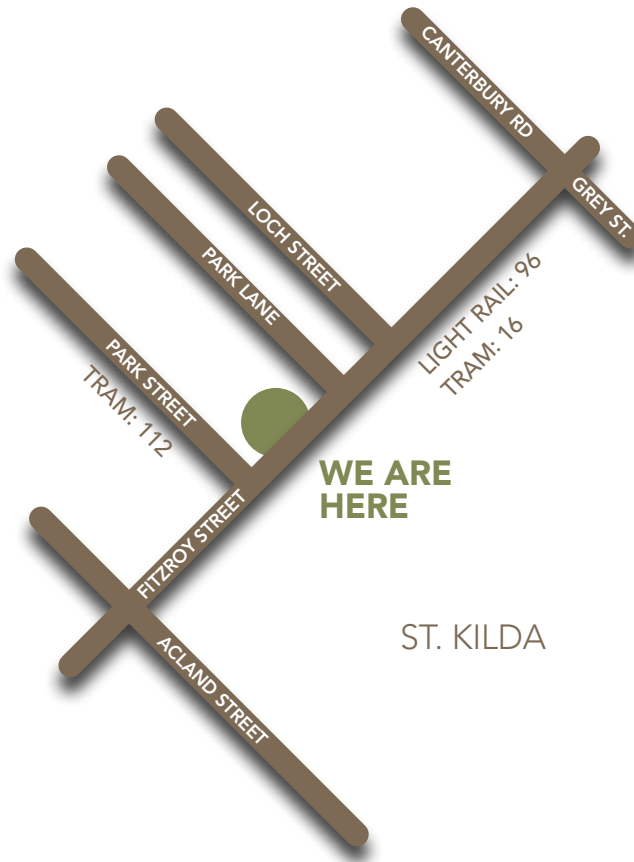 CANTERBURY RD
GREY ST.
LOCH STREET
PARK LANE
LIGHT RAIL: 96
TRAM: 16
PARK STREET
TRAM: 112
WE ARE
HERE
FITZROY STREET
ST. KILDA
ACLAND STREET